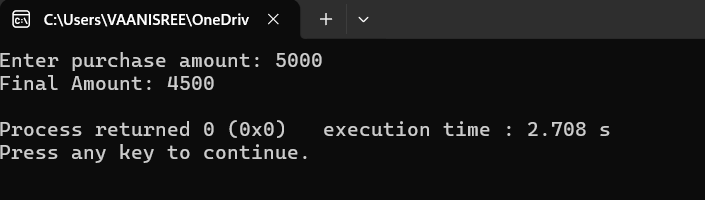 C:\Users\VAANISREE\OneDriv
Enter purchase amount: 5000
Final Amount: 4500
Process returned 0 (0x0)   execution time : 2.708 s
Press any key to continue.